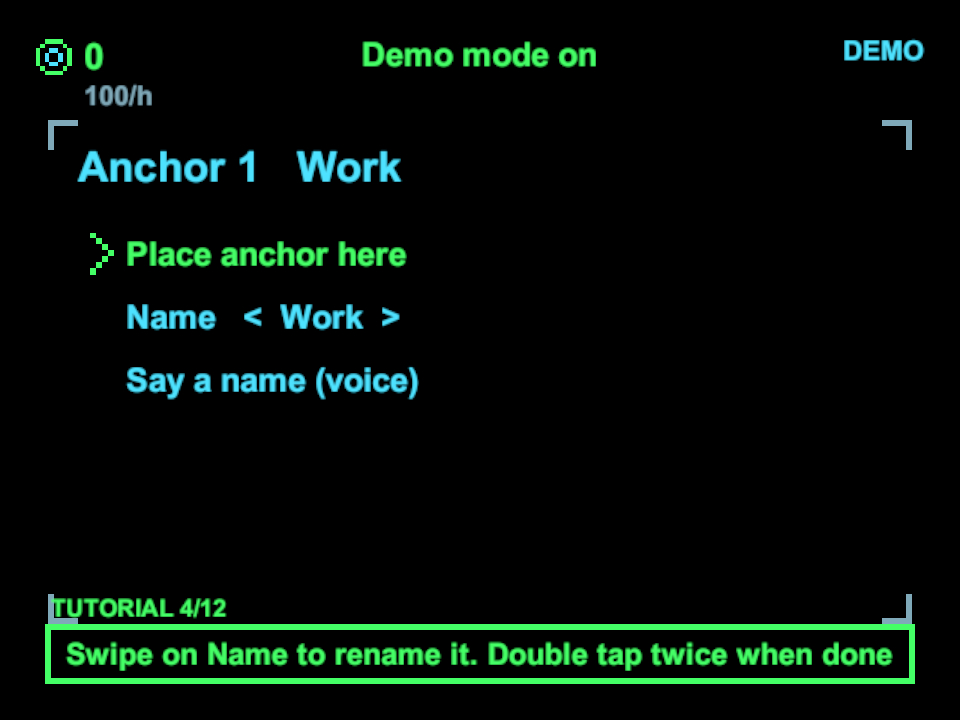 0
Demo mode on
DEMO
100/h
Anchor 1 Work
Place anchor here
Name < Work >
Say a name (voice)
TUTORIAL 4/12
Swipe on Name to rename it. Double tap twice when done